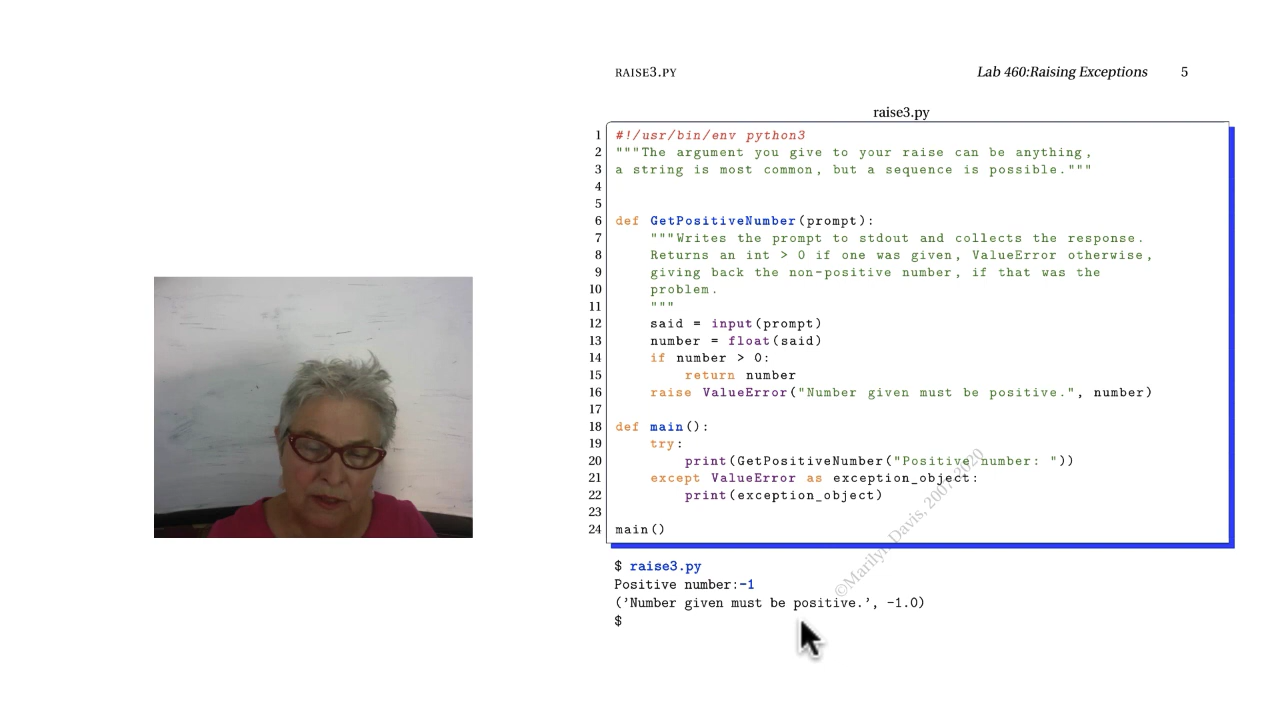 RAISE3.PY
Lab 460:Raising Exceptions 5
raise3.py
1 #!/usr/bin/env python3
2 """The argument you give to your raise can be anything,
3 a string is most common, but a sequence is possible."""
4
5
6 def GetPositiveNumber(prompt):
7 """Writes the prompt to stdout and collects the response.
8 Returns an int > 0 if one was given, ValueError otherwise,
9 giving back the non-positive number, if that was the
10 problem.
11 """
12 said = input(prompt)
13 number = float(said)
14 if number > 0:
15 return number
16 raise ValueError("Number given must be positive.", number)
17
18 def main():
19 try:
20 print(GetPositiveNumber("Positive number: "))
21 except ValueError as exception_object:
22 print(exception_object)
23
24 main()
©Marilyn Davis, 2007-2020
$ raise3.py
Positive number:-1
('Number given must be positive.', -1.0)
$